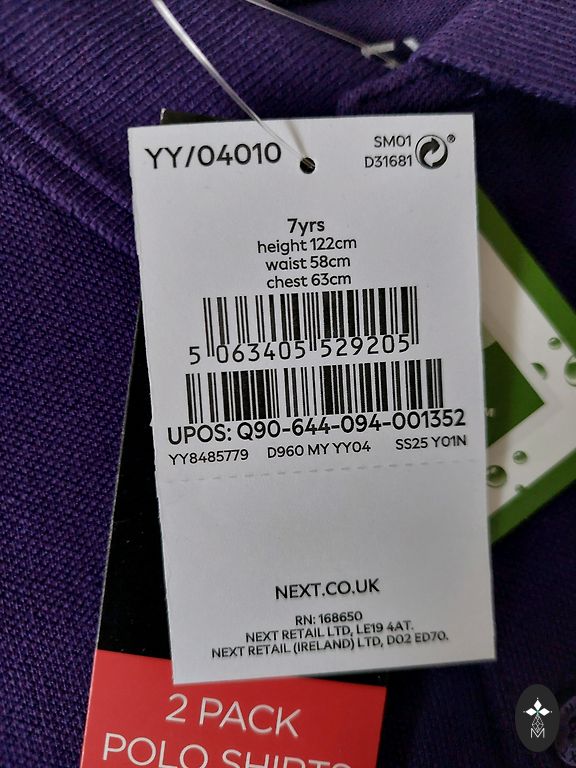 YY/04010
SM01
D31681
®
7yrs
height 122cm
waist 58cm
chest 63cm
5 063405 529205
UPOS: Q90-644-094-001352
YY8485779 D960 MY YY04 SS25 Y01N
NEXT.CO.UK
RN: 168650
NEXT RETAIL LTD, LE19 4AT.
NEXT RETAIL (IRELAND) LTD, D02 ED70.
2 PACK
POLO SHIRTS
M